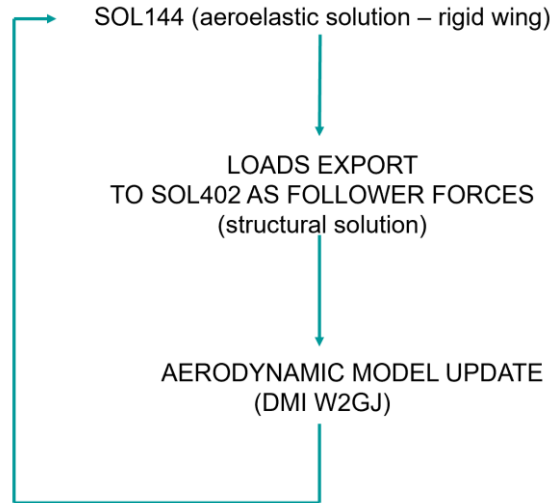 SOL144 (aeroelastic solution – rigid wing)
LOADS EXPORT
TO SOL402 AS FOLLOWER FORCES
(structural solution)
AERODYNAMIC MODEL UPDATE
(DMI W2GJ)